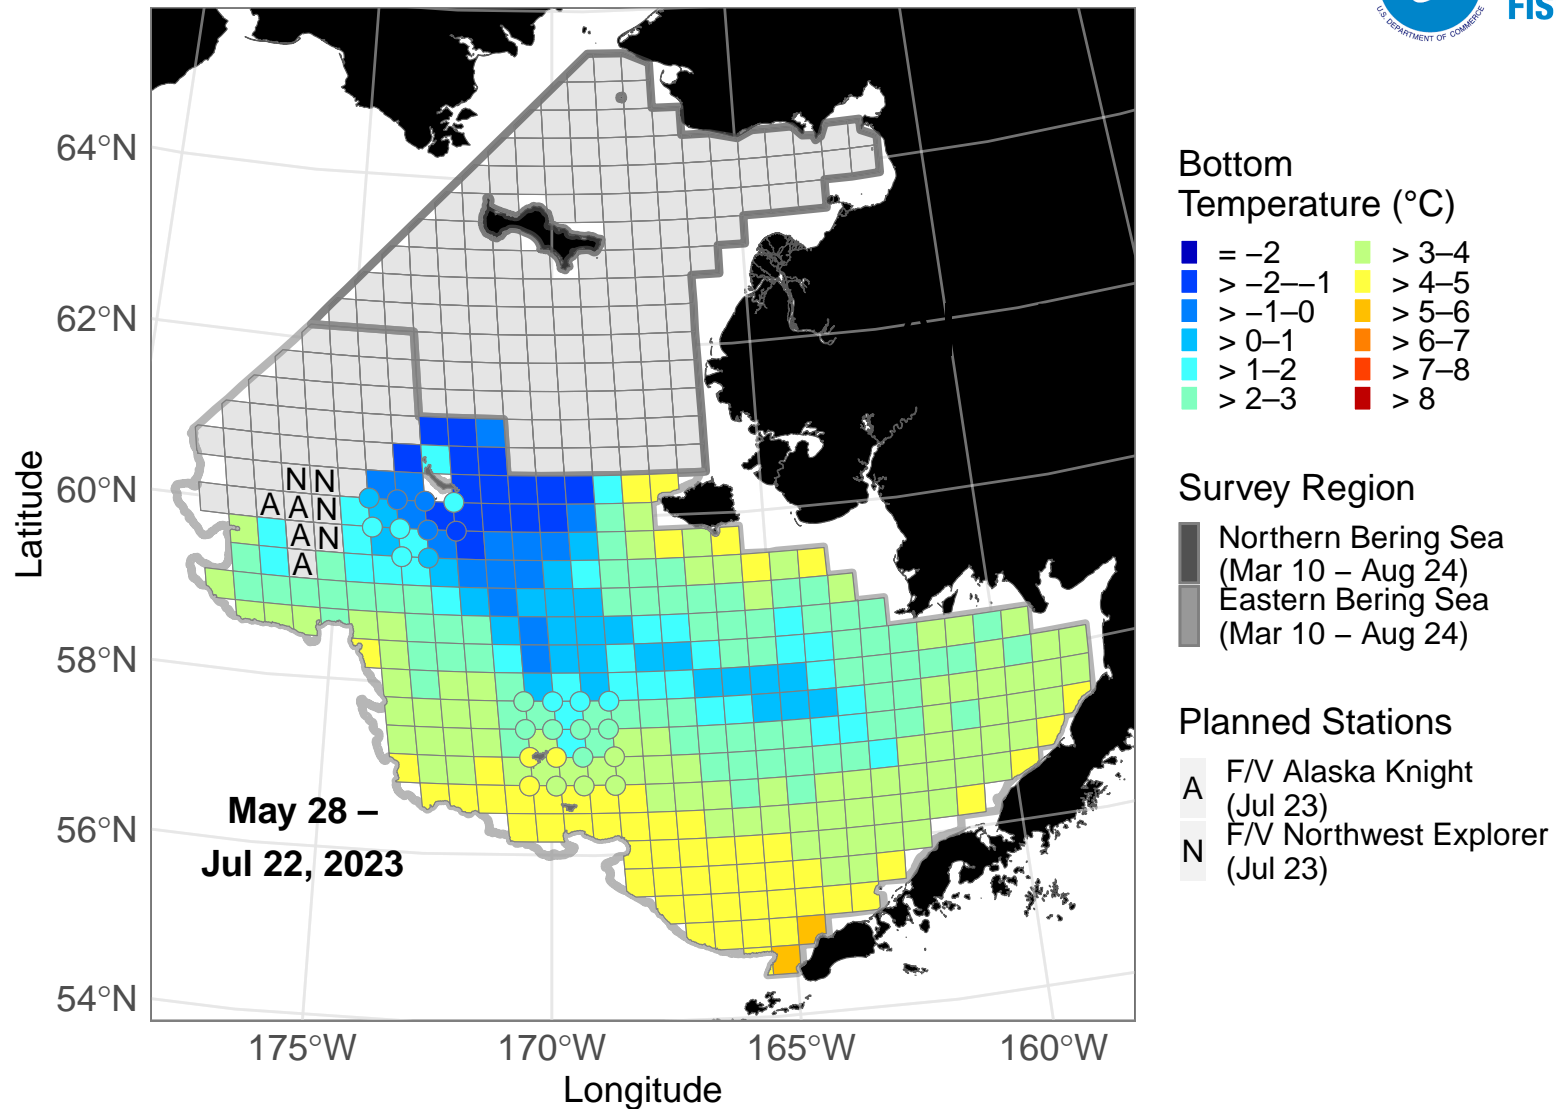 U.S. DEPARTMENT OF COMMERCE
FIS
64°N
62°N
60°N
58°N
56°N
54°N
Latitude
N N
A A N
A N
A
May 28 –
Jul 22, 2023
175°W 170°W 165°W 160°W
Longitude
Bottom
Temperature (°C)
= −2
> −2−−1
> −1−0
> 0−1
> 1−2
> 2−3
> 3−4
> 4−5
> 5−6
> 6−7
> 7−8
> 8
Survey Region
Northern Bering Sea
(Mar 10 − Aug 24)
Eastern Bering Sea
(Mar 10 − Aug 24)
Planned Stations
A F/V Alaska Knight
(Jul 23)
N F/V Northwest Explorer
(Jul 23)